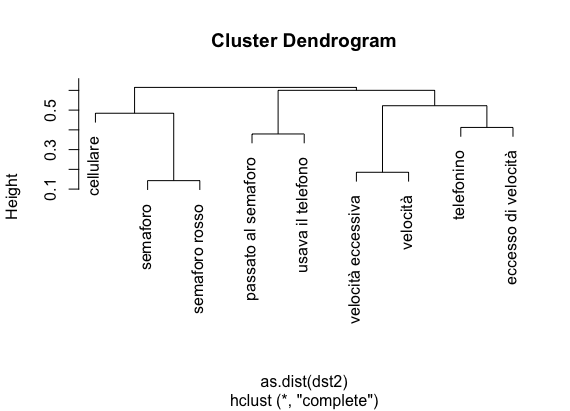 Cluster Dendrogram
Height
0.1
0.3
0.5
cellulare
semaforo
semaforo rosso
passato al semaforo
usava il telefono
velocità eccessiva
velocità
telefonino
eccesso di velocità
as.dist(dst2)
hclust (*, "complete")